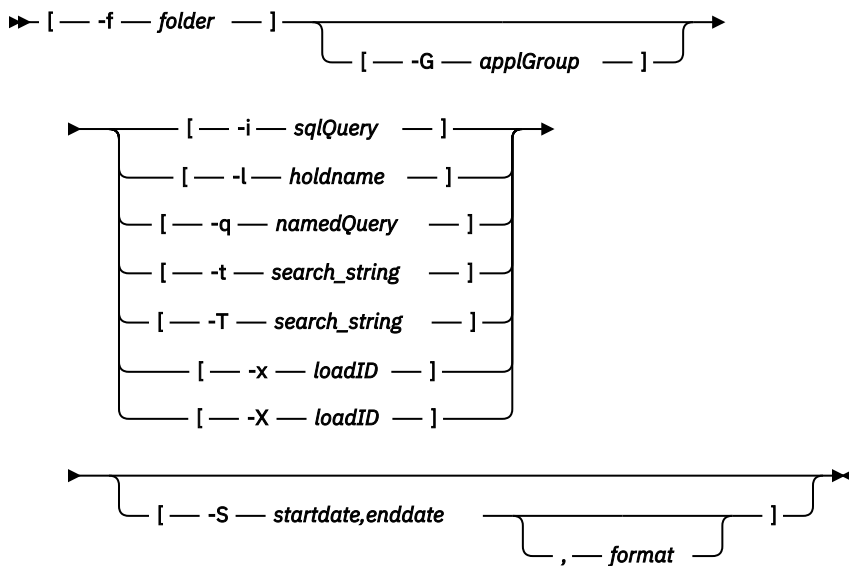 [ -f folder ]
[ -G applGroup ]
[ -i sqlQuery ]
[ -l holdname ]
[ -q namedQuery ]
[ -t search_string ]
[ -T search_string ]
[ -x loadID ]
[ -X loadID ]
[ -S startdate,enddate ]
, format